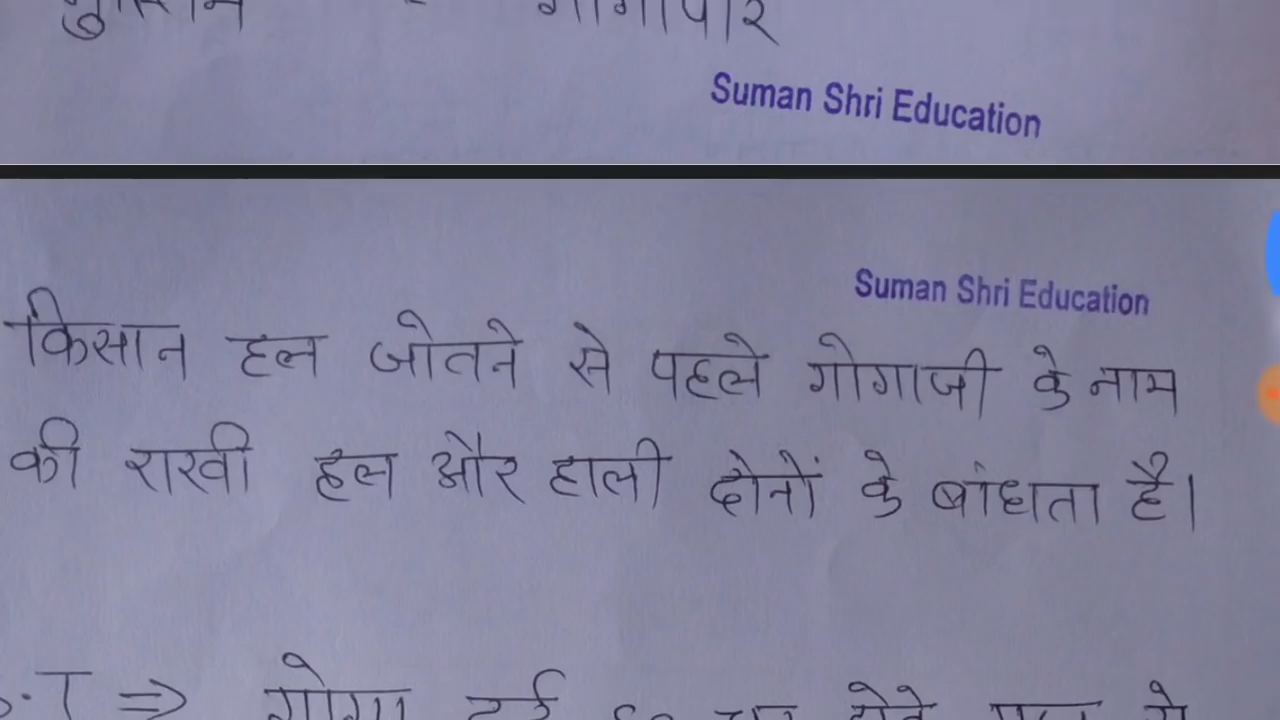 गोगापीर
Suman Shri Education
Suman Shri Education
किसान हल जोतने से पहले गोगाजी के नाम
की राखी हल और हाली दोनों के बांधता है।
T ⇒ गोगा